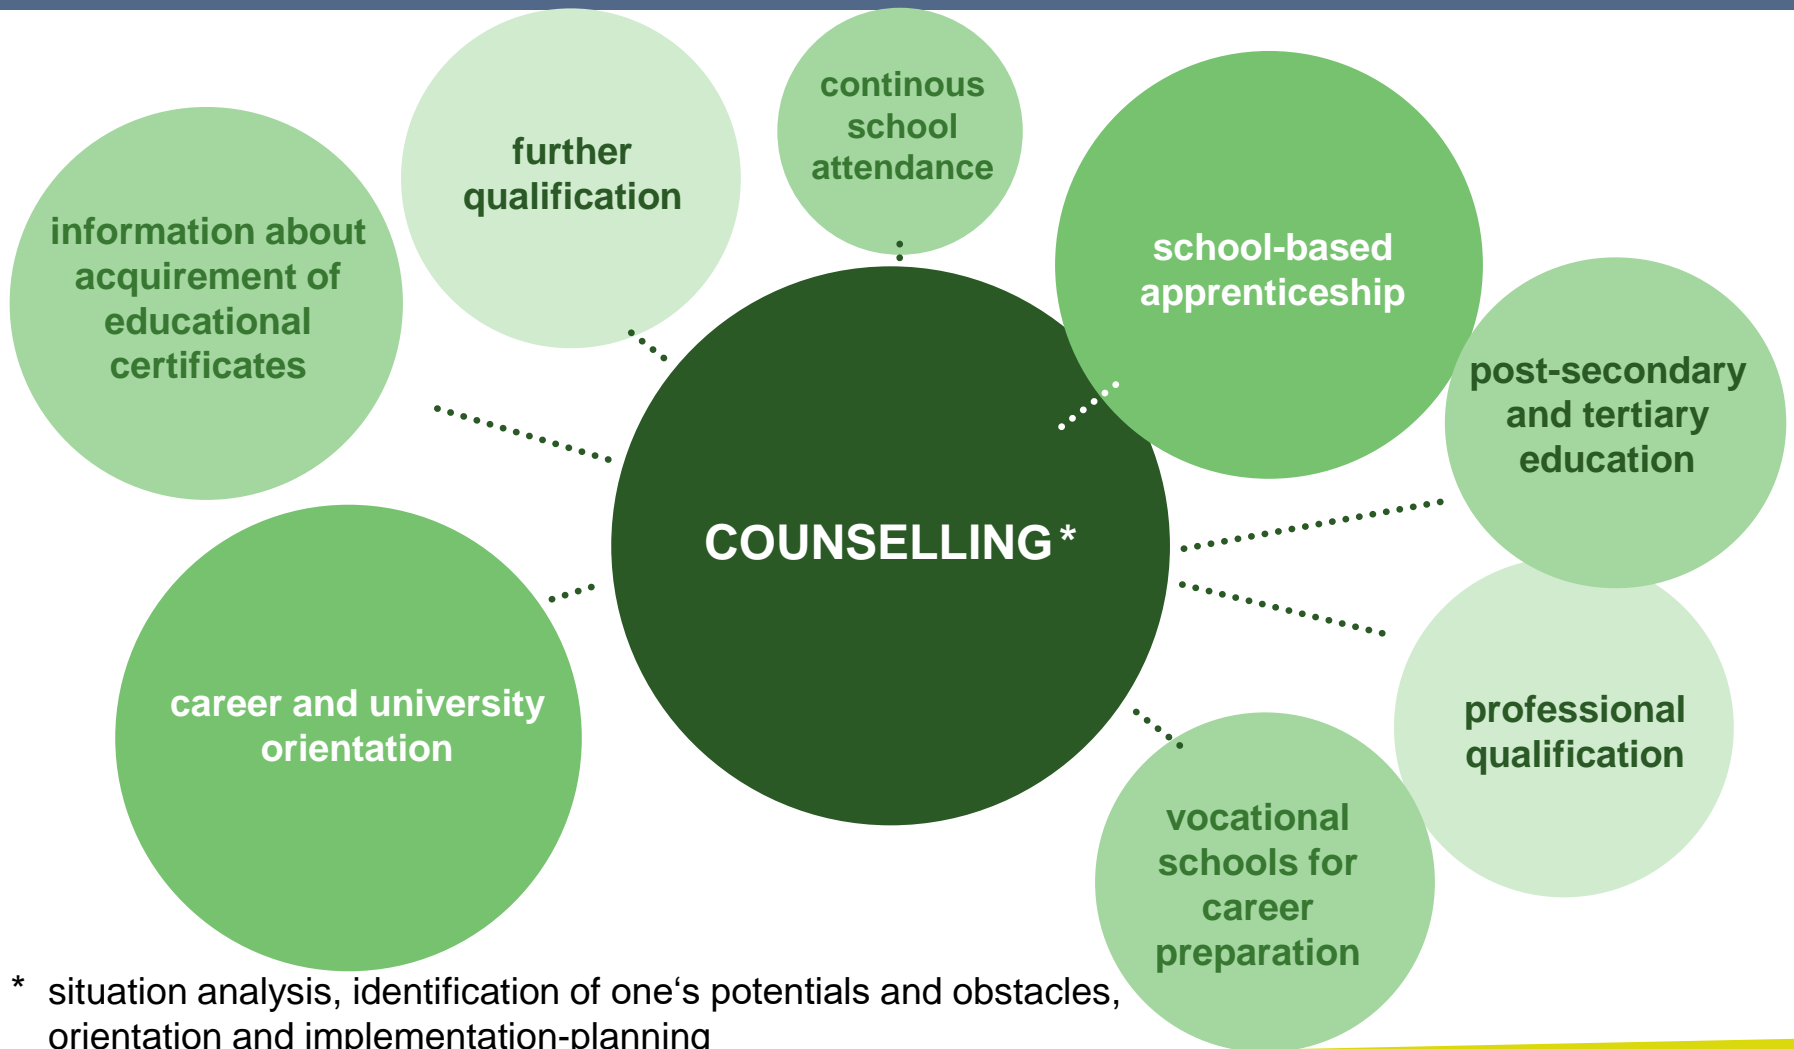 continous
school
attendance
further
qualification
information about
acquirement of
educational
certificates
school-based
apprenticeship
post-secondary
and tertiary
education
COUNSELLING*
career and university
orientation
professional
qualification
vocational
schools for
career
preparation
* situation analysis, identification of one‘s potentials and obstacles,
orientation and implementation-planning